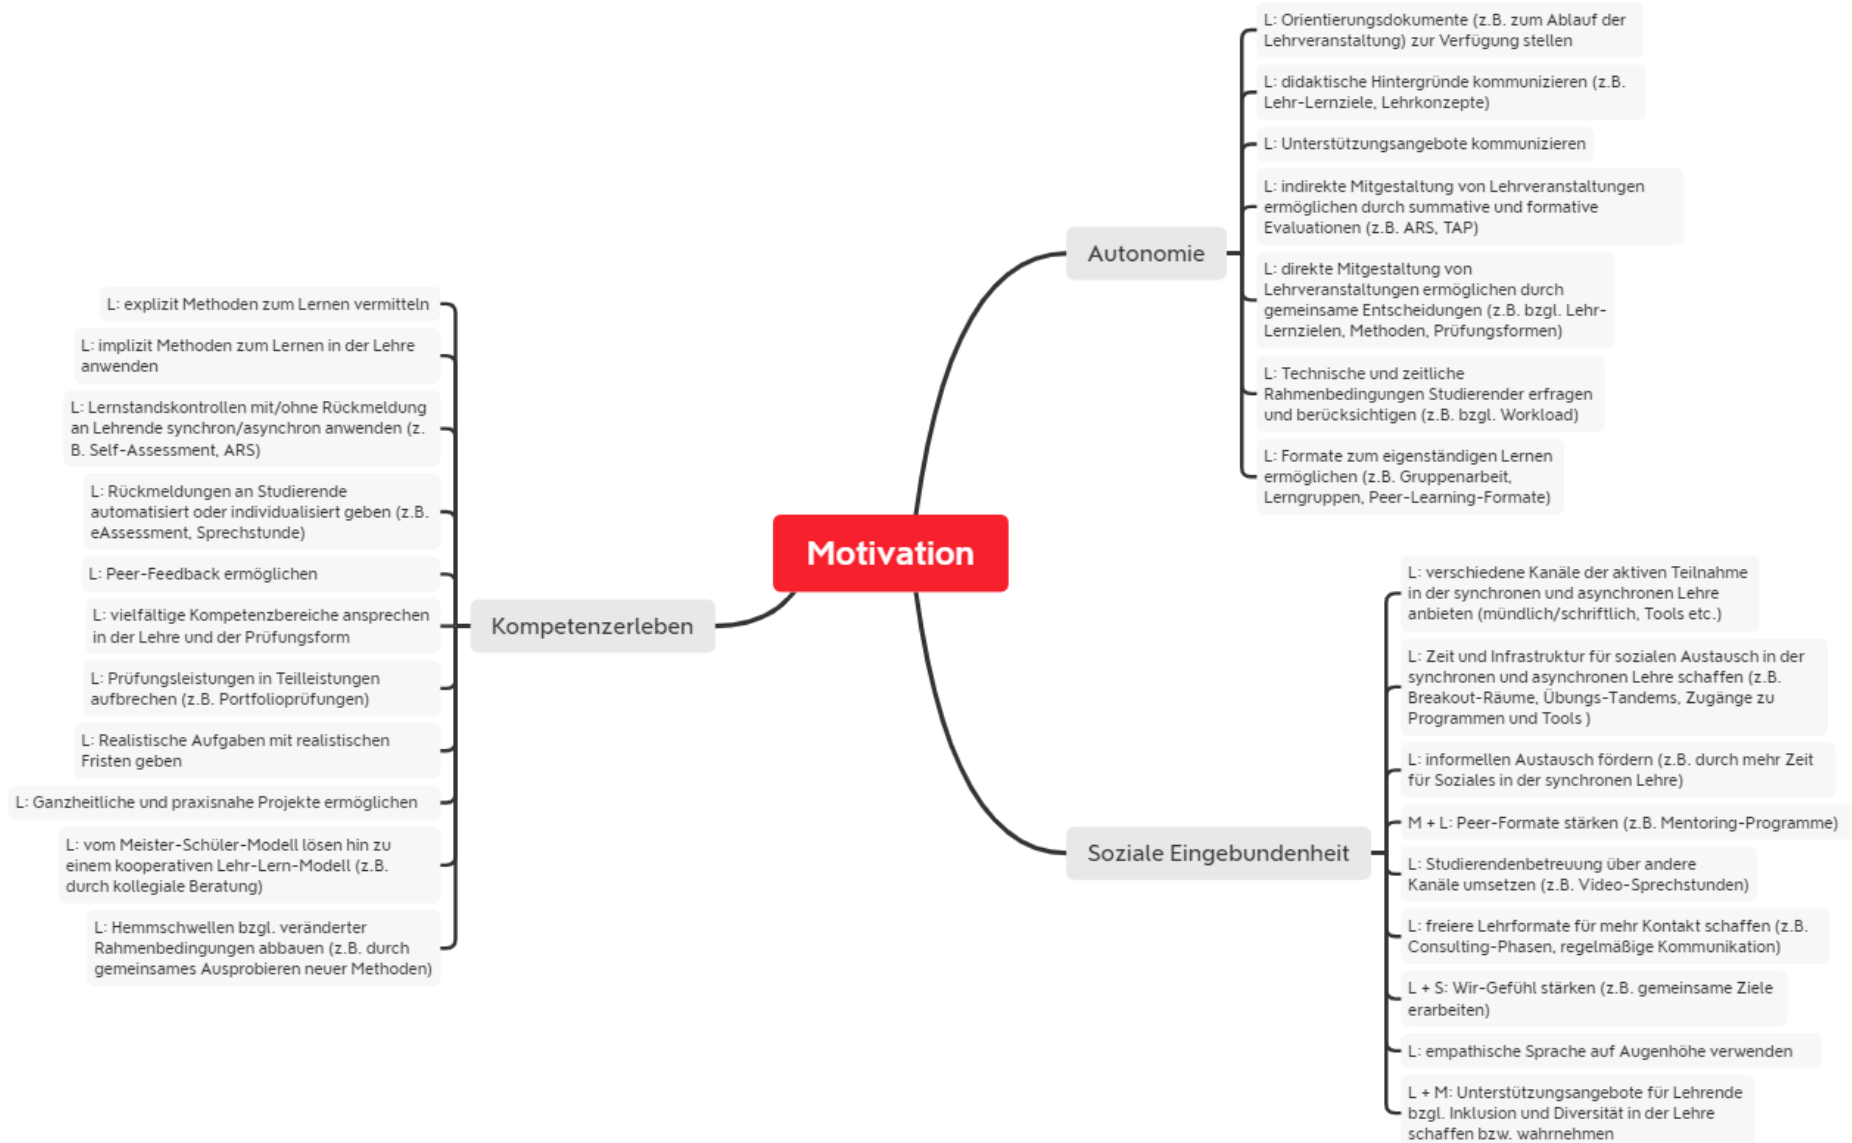 Motivation
Autonomie
L: Orientierungsdokumente (z.B. zum Ablauf der
Lehrveranstaltung) zur Verfügung stellen
L: didaktische Hintergründe kommunizieren (z.B.
Lehr-Lernziele, Lehrkonzepte)
L: Unterstützungsangebote kommunizieren
L: indirekte Mitgestaltung von Lehrveranstaltungen
ermöglichen durch summative und formative
Evaluationen (z.B. ARS, TAP)
L: direkte Mitgestaltung von
Lehrveranstaltungen ermöglichen durch
gemeinsame Entscheidungen (z.B. bzgl. Lehr-
Lernzielen, Methoden, Prüfungsformen)
L: Technische und zeitliche
Rahmenbedingungen Studierender erfragen
und berücksichtigen (z.B. bzgl. Workload)
L: Formate zum eigenständigen Lernen
ermöglichen (z.B. Gruppenarbeit,
Lerngruppen, Peer-Learning-Formate)
Soziale Eingebundenheit
L: verschiedene Kanäle der aktiven Teilnahme
in der synchronen und asynchronen Lehre
anbieten (mündlich/schriftlich, Tools etc.)
L: Zeit und Infrastruktur für sozialen Austausch in der
synchronen und asynchronen Lehre schaffen (z.B.
Breakout-Räume, Übungs-Tandems, Zugänge zu
Programmen und Tools )
L: informellen Austausch fördern (z.B. durch mehr Zeit
für Soziales in der synchronen Lehre)
M + L: Peer-Formate stärken (z.B. Mentoring-Programme)
L: Studierendenbetreuung über andere
Kanäle umsetzen (z.B. Video-Sprechstunden)
L: freiere Lehrformate für mehr Kontakt schaffen (z.B.
Consulting-Phasen, regelmäßige Kommunikation)
L + S: Wir-Gefühl stärken (z.B. gemeinsame Ziele
erarbeiten)
L: empathische Sprache auf Augenhöhe verwenden
L + M: Unterstützungsangebote für Lehrende
bzgl. Inklusion und Diversität in der Lehre
schaffen bzw. wahrnehmen
Kompetenzerleben
L: explizit Methoden zum Lernen vermitteln
L: implizit Methoden zum Lernen in der Lehre
anwenden
L: Lernstandskontrollen mit/ohne Rückmeldung
an Lehrende synchron/asynchron anwenden (z.
B. Self-Assessment, ARS)
L: Rückmeldungen an Studierende
automatisiert oder individualisiert geben (z.B.
eAssessment, Sprechstunde)
L: Peer-Feedback ermöglichen
L: vielfältige Kompetenzbereiche ansprechen
in der Lehre und der Prüfungsform
L: Prüfungsleistungen in Teilleistungen
aufbrechen (z.B. Portfolioprüfungen)
L: Realistische Aufgaben mit realistischen
Fristen geben
L: Ganzheitliche und praxisnahe Projekte ermöglichen
L: vom Meister-Schüler-Modell lösen hin zu
einem kooperativen Lehr-Lern-Modell (z.B.
durch kollegiale Beratung)
L: Hemmschwellen bzgl. veränderter
Rahmenbedingungen abbauen (z.B. durch
gemeinsames Ausprobieren neuer Methoden)